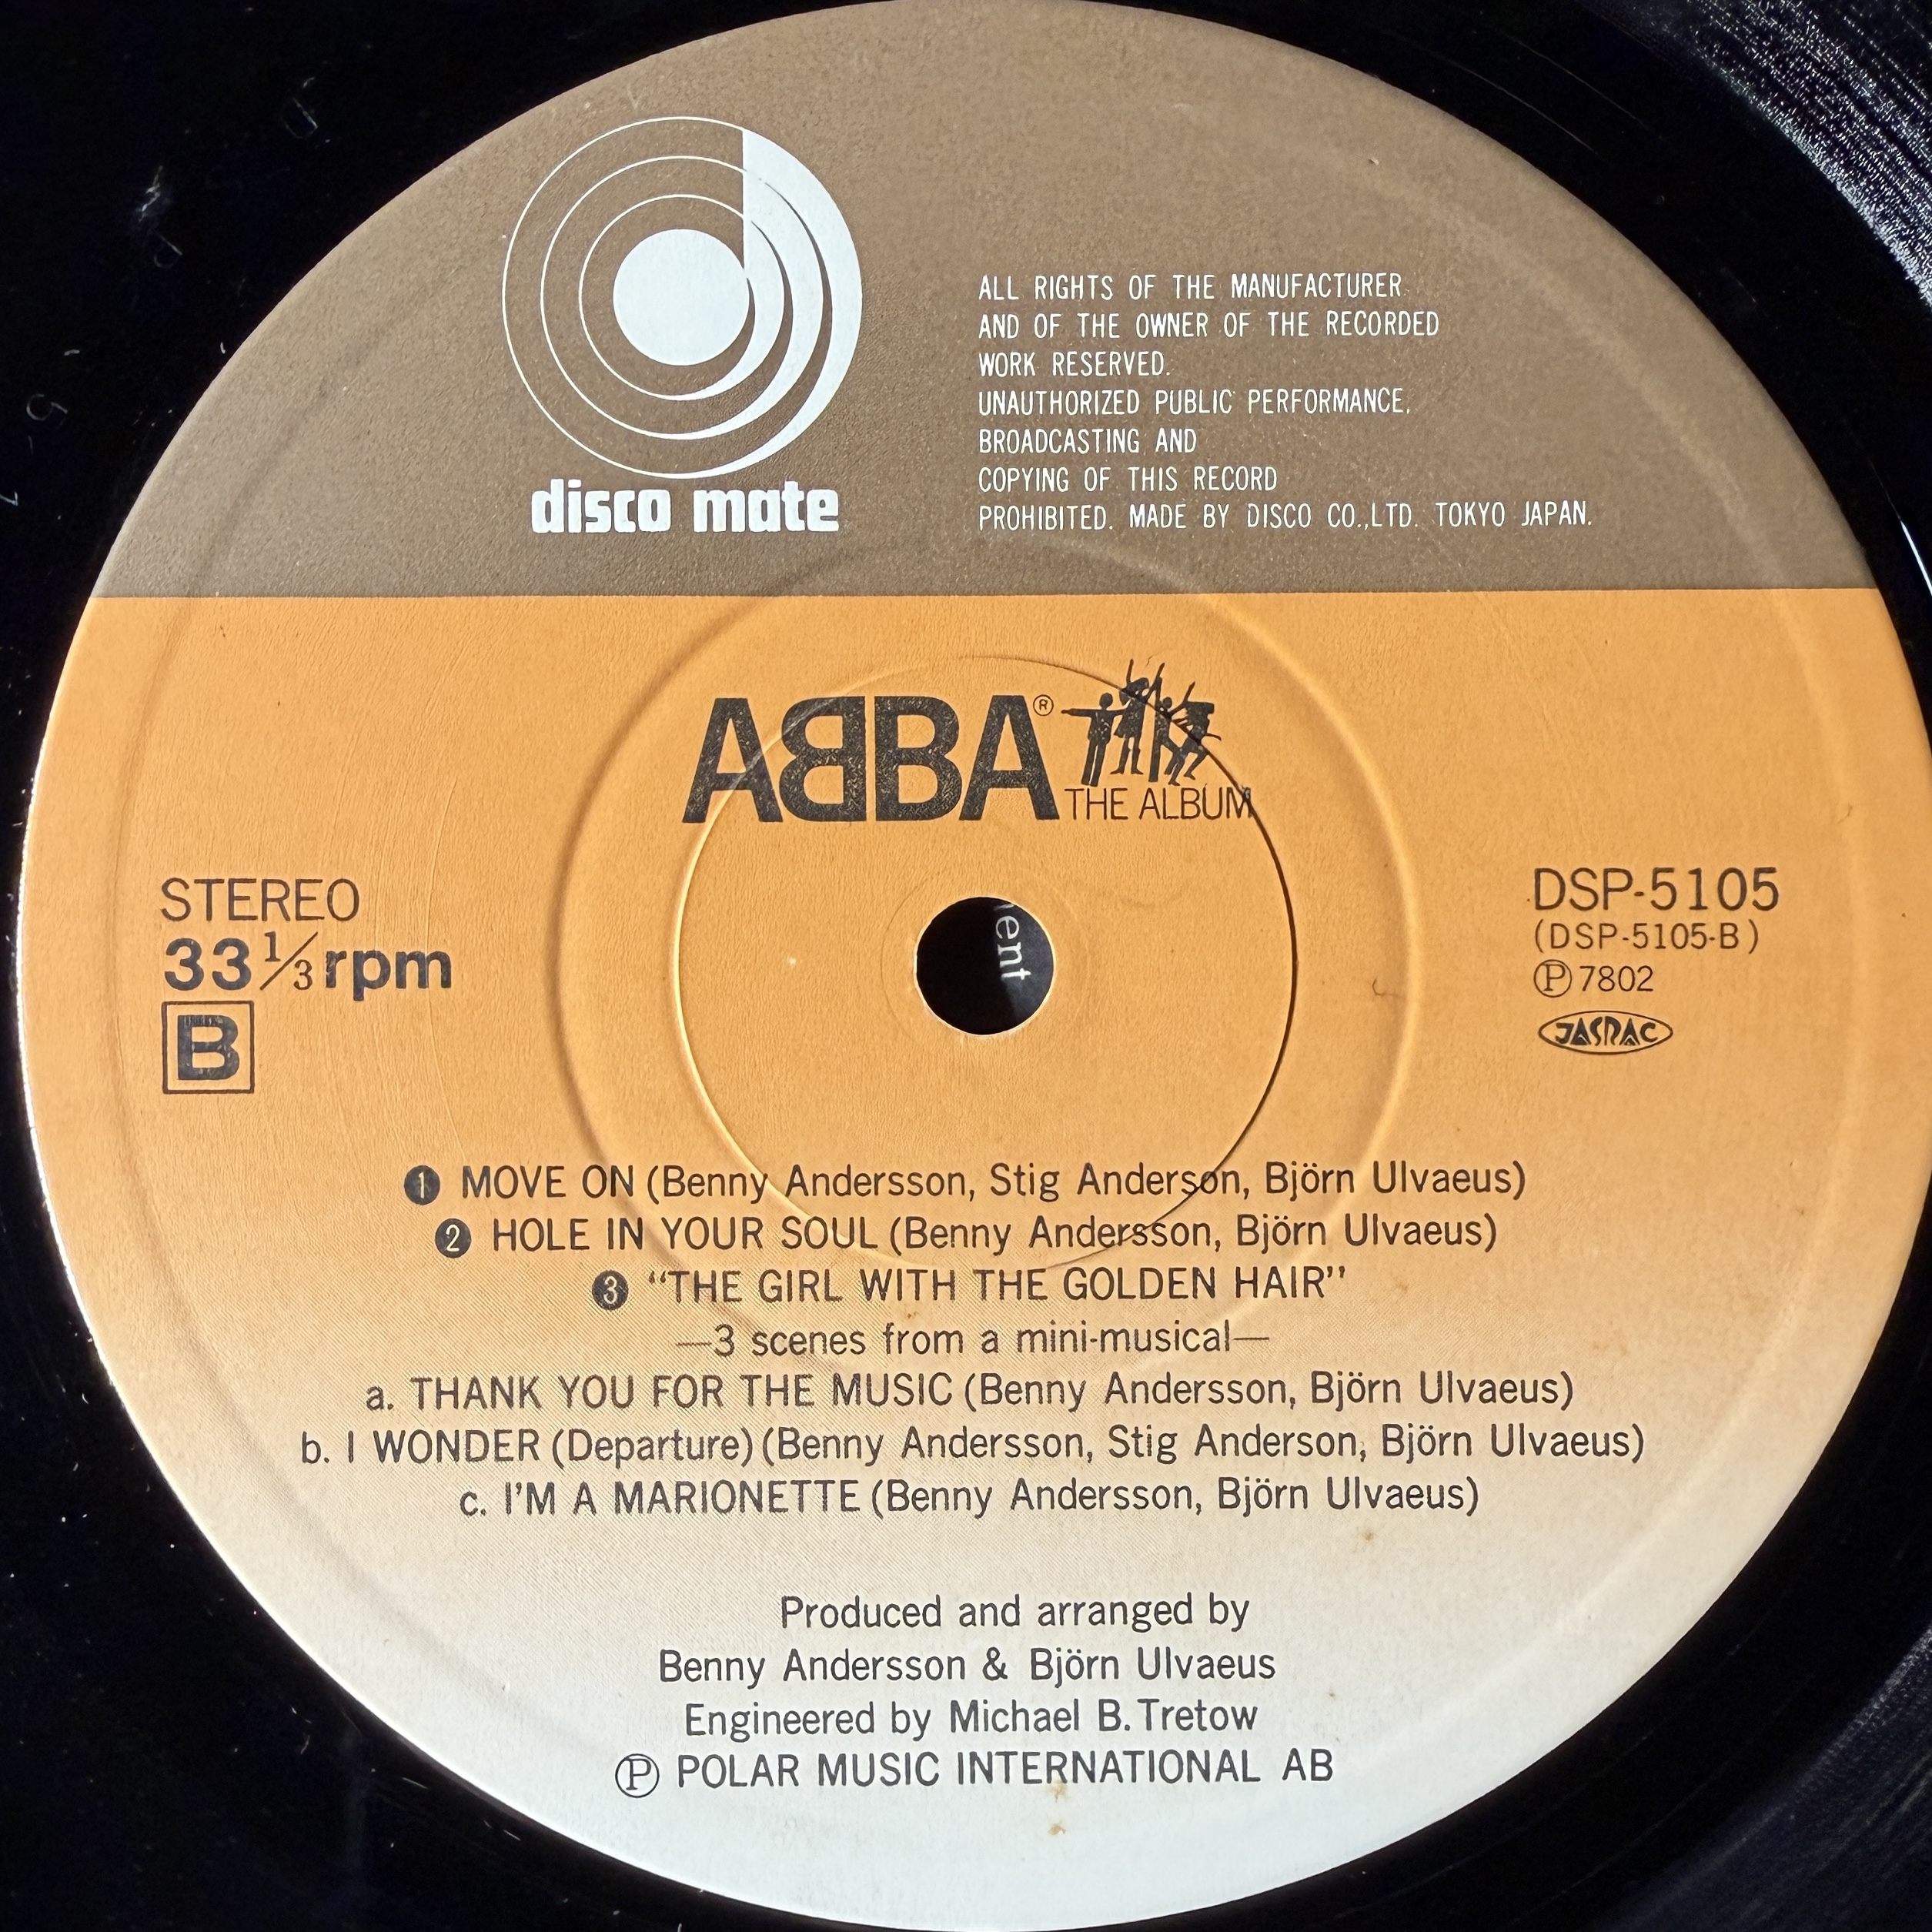 disco mate
ALL RIGHTS OF THE MANUFACTURER
AND OF THE OWNER OF THE RECORDED
WORK RESERVED.
UNAUTHORIZED PUBLIC PERFORMANCE,
BROADCASTING AND
COPYING OF THIS RECORD
PROHIBITED. MADE BY DISCO CO.,LTD. TOKYO JAPAN.
ABBA®
THE ALBUM
STEREO
33 1/3 rpm
B
DSP-5105
(DSP-5105-B)
Ⓟ7802
JASRAC
❶ MOVE ON (Benny Andersson, Stig Anderson, Björn Ulvaeus)
❷ HOLE IN YOUR SOUL (Benny Andersson, Björn Ulvaeus)
❸ “THE GIRL WITH THE GOLDEN HAIR”
—3 scenes from a mini-musical—
a. THANK YOU FOR THE MUSIC (Benny Andersson, Björn Ulvaeus)
b. I WONDER (Departure) (Benny Andersson, Stig Anderson, Björn Ulvaeus)
c. I'M A MARIONETTE (Benny Andersson, Björn Ulvaeus)
Produced and arranged by
Benny Andersson & Björn Ulvaeus
Engineered by Michael B. Tretow
Ⓟ POLAR MUSIC INTERNATIONAL AB